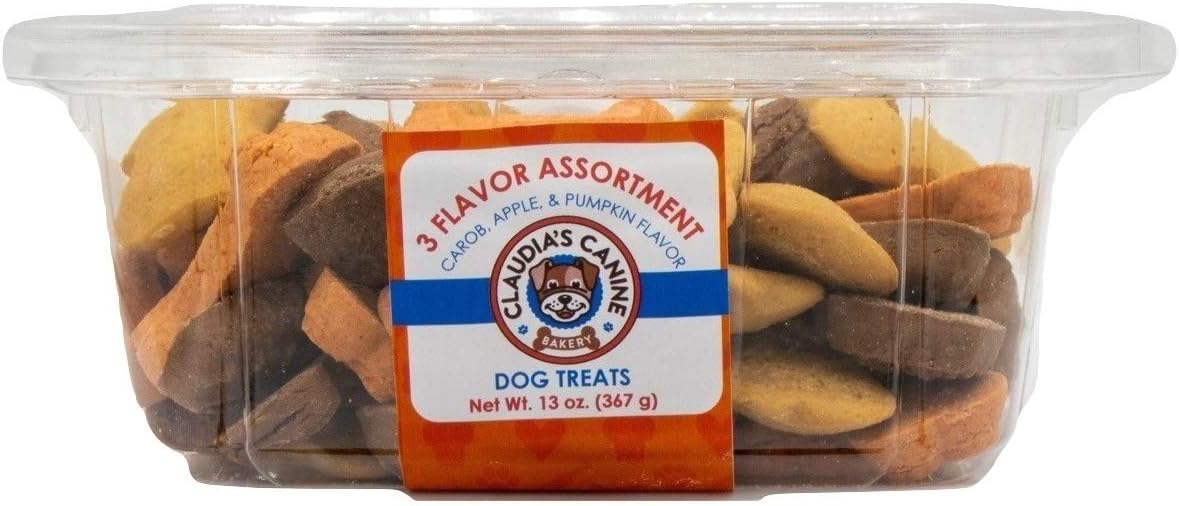 3 FLAVOR ASSORTMENT
CAROB, APPLE, & PUMPKIN FLAVOR
CLAUDIA'S CANINE
BAKERY
DOG TREATS
Net Wt. 13 oz. (367 g)